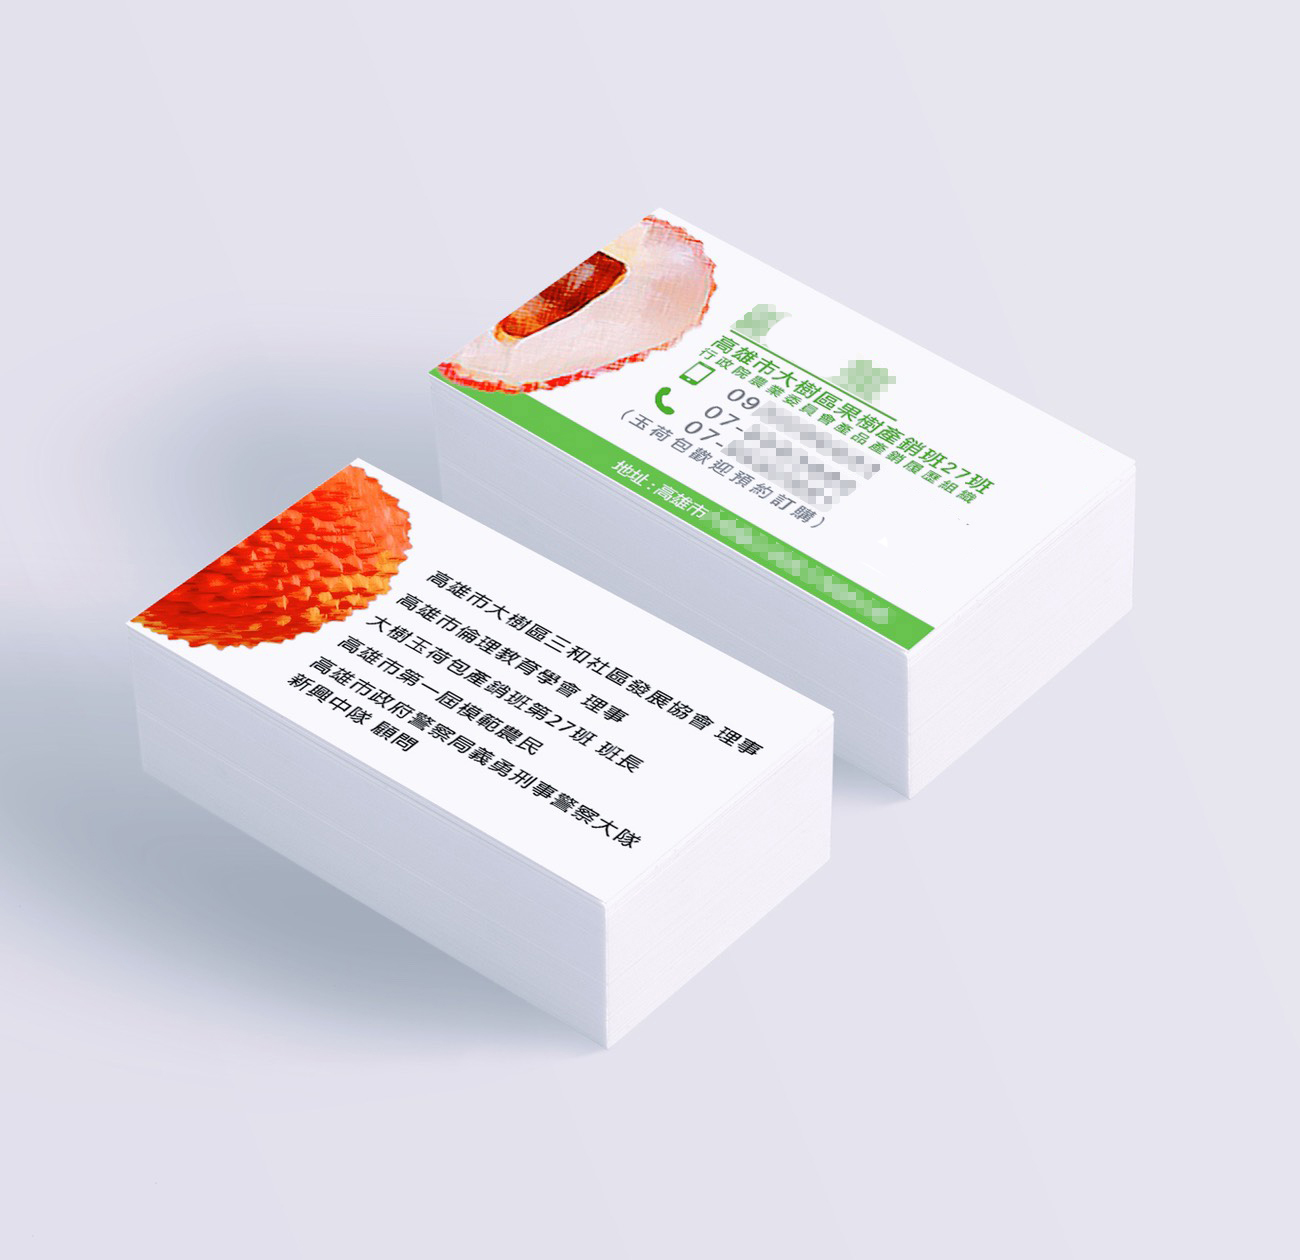 高雄市大樹區果樹產銷班27班
行政院農業委員會產品產銷履歷組織
09
07-
07-
(玉荷包歡迎預約訂購)
地址:高雄市
高雄市大樹區三和社區發展協會 理事
高雄市倫理教育學會 理事
大樹玉荷包產銷班第27班 班長
高雄市第一屆模範農民
高雄市政府警察局義勇刑事警察大隊
新興中隊 顧問